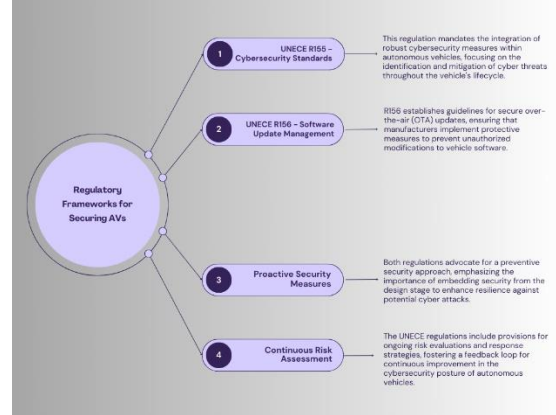 Regulatory
Frameworks for
Securing AVs
1
UNECE R155 –
Cybersecurity Standards
This regulation mandates the integration of
robust cybersecurity measures within
autonomous vehicles, focusing on the
identification and mitigation of cyber threats
throughout the vehicle's lifecycle.
2
UNECE R156 – Software
Update Management
R156 establishes guidelines for secure over-
the-air (OTA) updates, ensuring that
manufacturers implement protective
measures to prevent unauthorized
modifications to vehicle software.
3
Proactive Security
Measures
Both regulations advocate for a preventive
security approach, emphasizing the
importance of embedding security from the
design stage to enhance resilience against
potential cyber attacks.
4
Continuous Risk
Assessment
The UNECE regulations include provisions for
ongoing risk evaluations and response
strategies, fostering a feedback loop for
continuous improvement in the
cybersecurity posture of autonomous
vehicles.